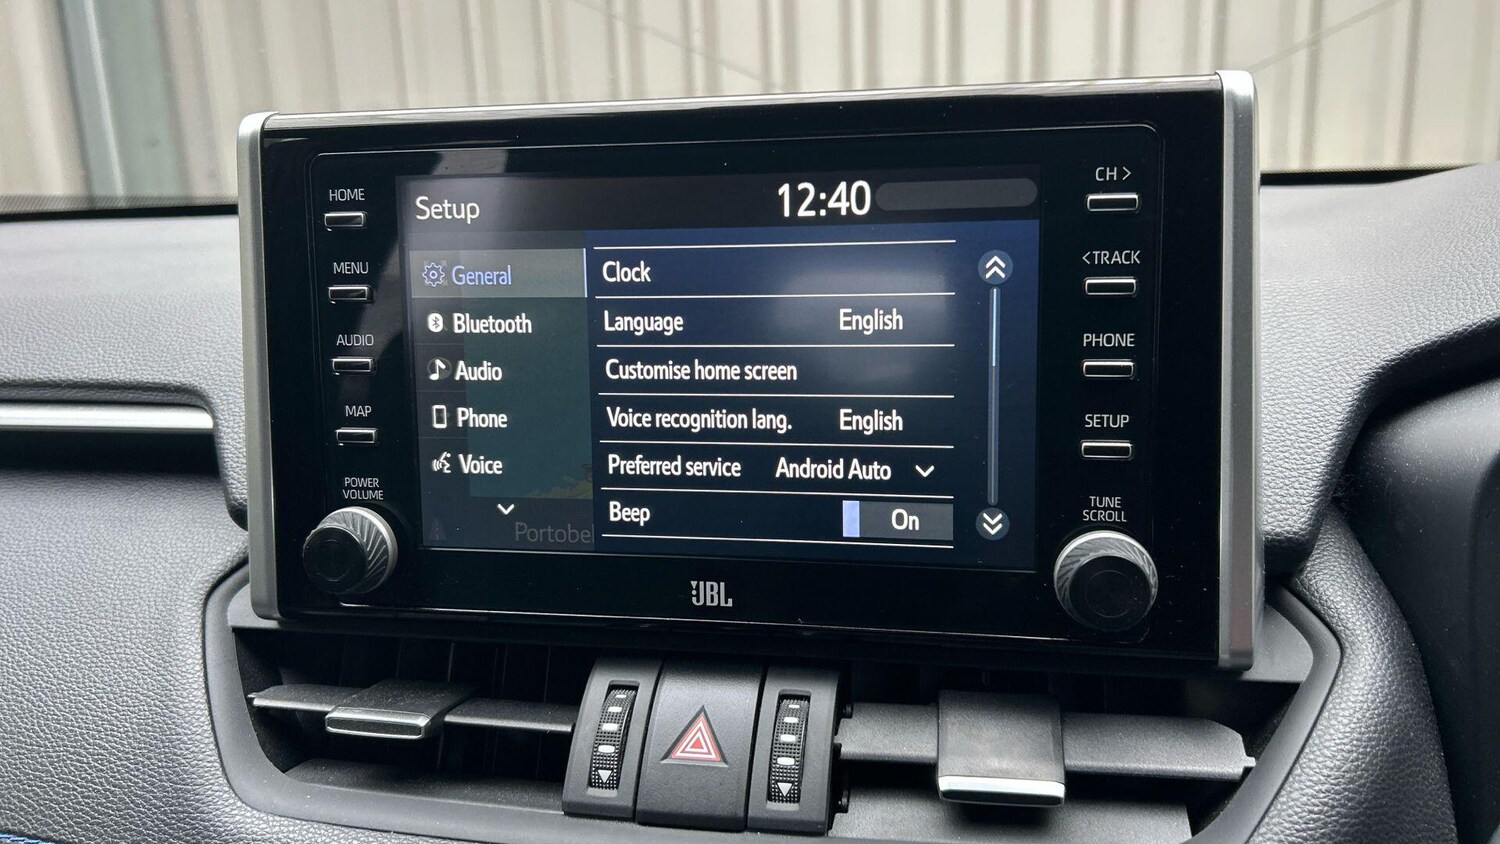 HOME
MENU
AUDIO
MAP
POWER
VOLUME
Setup
12:40
General
Bluetooth
Audio
Phone
Voice
Portobel
Clock
Language English
Customise home screen
Voice recognition lang. English
Preferred service Android Auto
Beep On
CH >
< TRACK
PHONE
SETUP
TUNE
SCROLL
JBL